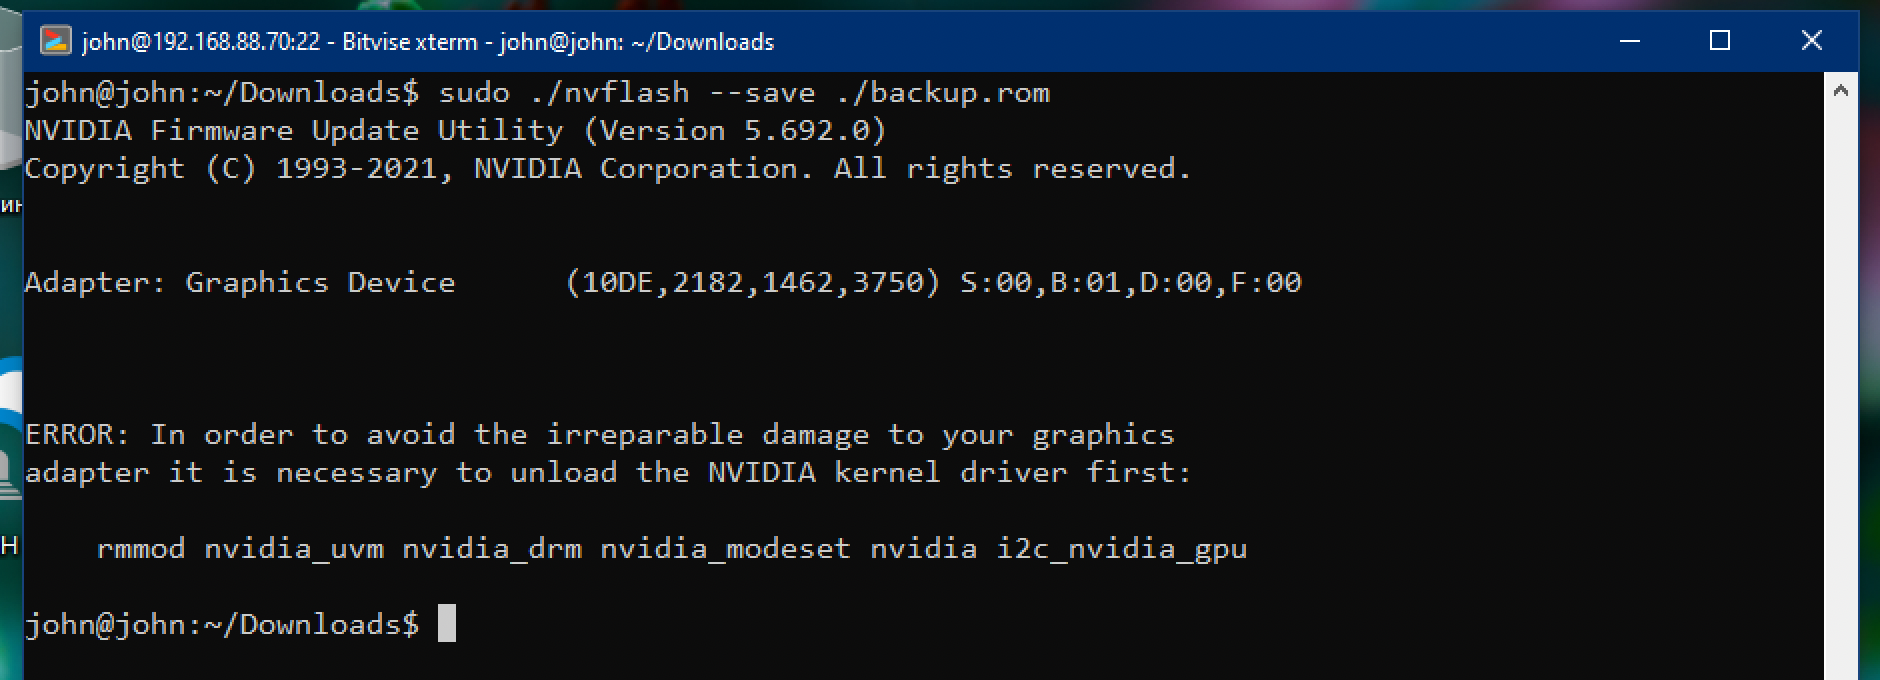 john@192.168.88.70:22 - Bitvise xterm - john@john: ~/Downloads
john@john:~/Downloads$ sudo ./nvflash --save ./backup.rom
NVIDIA Firmware Update Utility (Version 5.692.0)
Copyright (C) 1993-2021, NVIDIA Corporation. All rights reserved.
Adapter: Graphics Device (10DE,2182,1462,3750) S:00,B:01,D:00,F:00
ERROR: In order to avoid the irreparable damage to your graphics
adapter it is necessary to unload the NVIDIA kernel driver first:
rmmod nvidia_uvm nvidia_drm nvidia_modeset nvidia i2c_nvidia_gpu
john@john:~/Downloads$